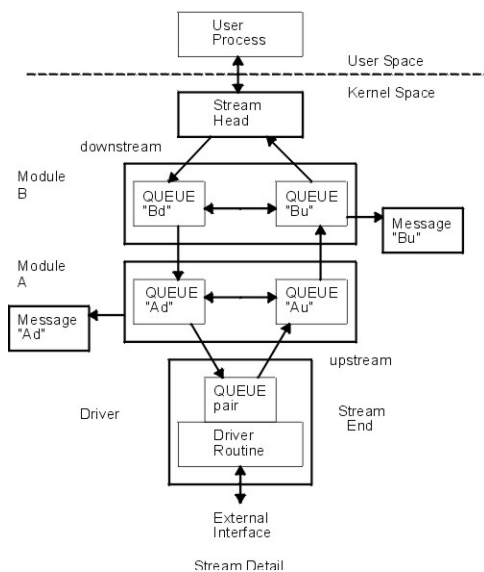 User
Process
User Space
Kernel Space
Stream
Head
downstream
Module
B
QUEUE
"Bd"
QUEUE
"Bu"
Message
"Bu"
Module
A
QUEUE
"Ad"
QUEUE
"Au"
Message
"Ad"
upstream
Driver
QUEUE
pair
Stream
End
Driver
Routine
External
Interface
Stream Detail